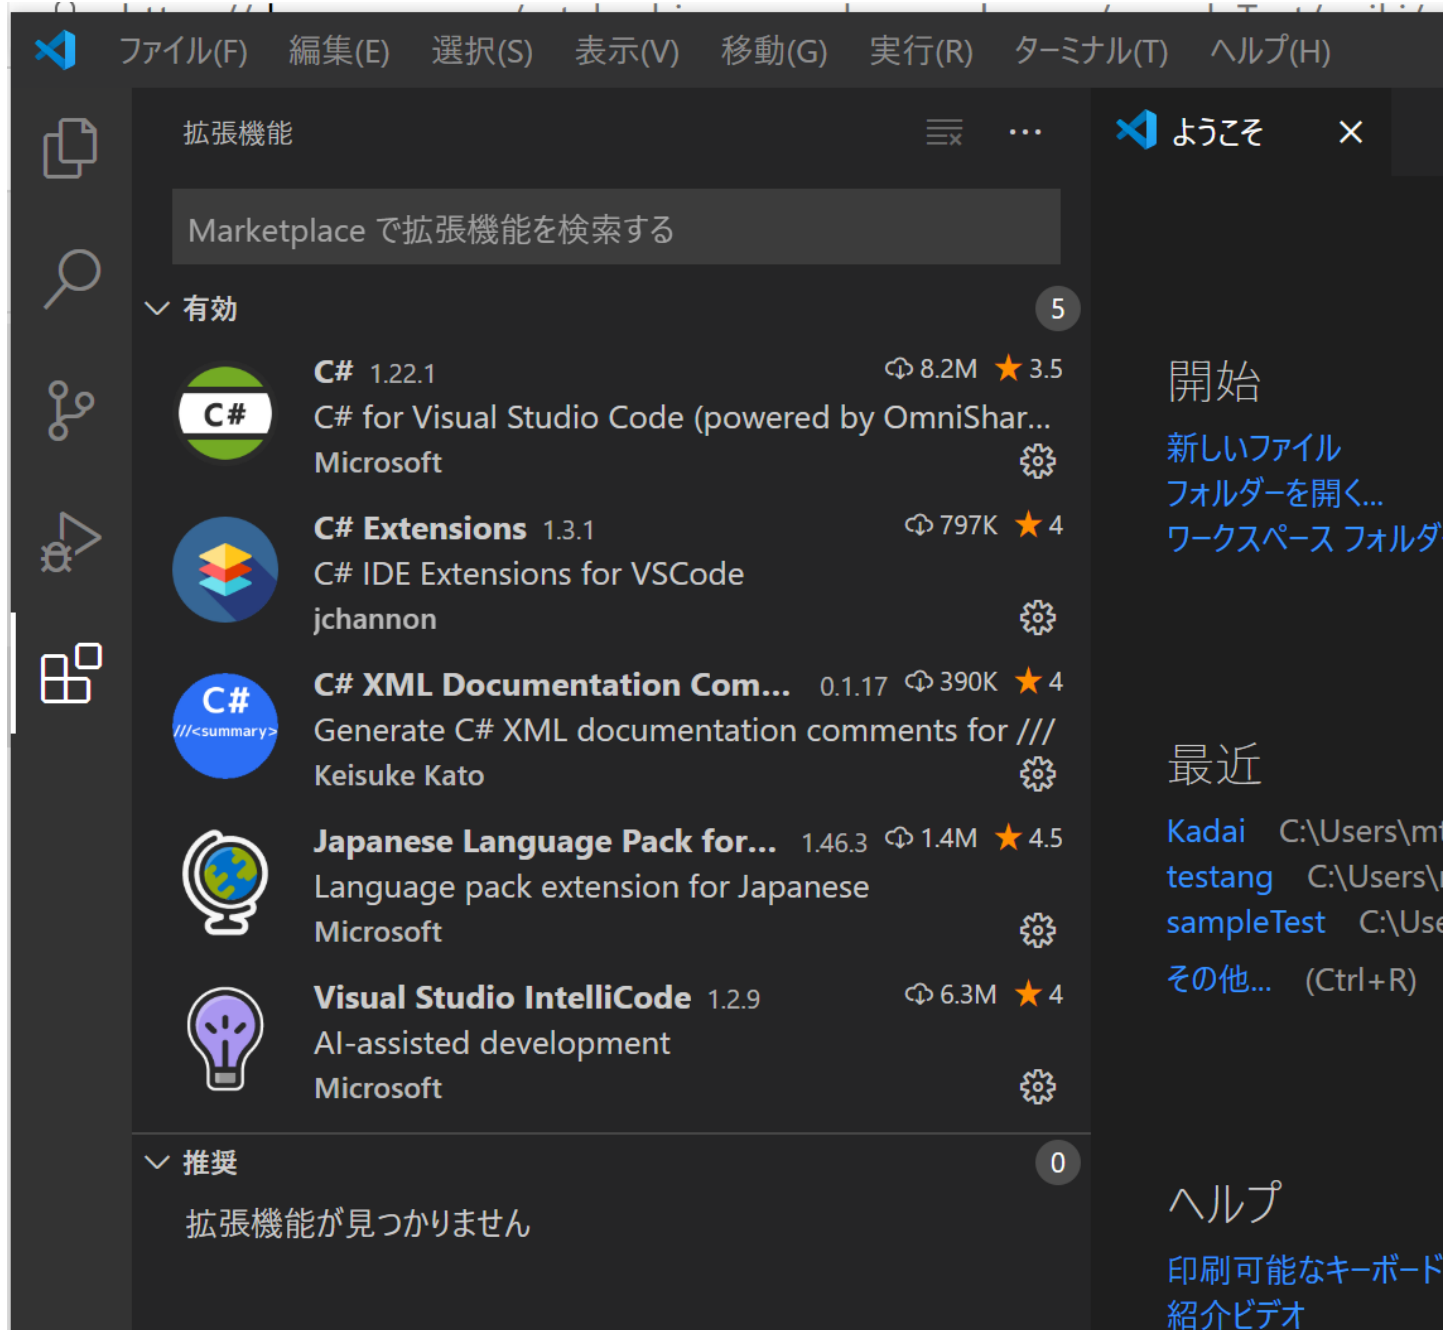 ファイル(F) 編集(E) 選択(S) 表示(V) 移動(G) 実行(R) ターミナル(T) ヘルプ(H)
拡張機能
Marketplace で拡張機能を検索する
有効 5
C# 1.22.1 8.2M 3.5
C#
C# for Visual Studio Code (powered by OmniShar...
Microsoft
C# Extensions 1.3.1 797K 4
C# IDE Extensions for VSCode
jchannon
C# XML Documentation Com... 0.1.17 390K 4
C#
///<summary>
Generate C# XML documentation comments for ///
Keisuke Kato
Japanese Language Pack for... 1.46.3 1.4M 4.5
Language pack extension for Japanese
Microsoft
Visual Studio IntelliCode 1.2.9 6.3M 4
AI-assisted development
Microsoft
推奨 0
拡張機能が見つかりません
ようこそ
開始
新しいファイル
フォルダーを開く...
ワークスペース フォルダ
最近
Kadai C:\Users\m
testang C:\Users\
sampleTest C:\Use
その他... (Ctrl+R)
ヘルプ
印刷可能なキーボード
紹介ビデオ